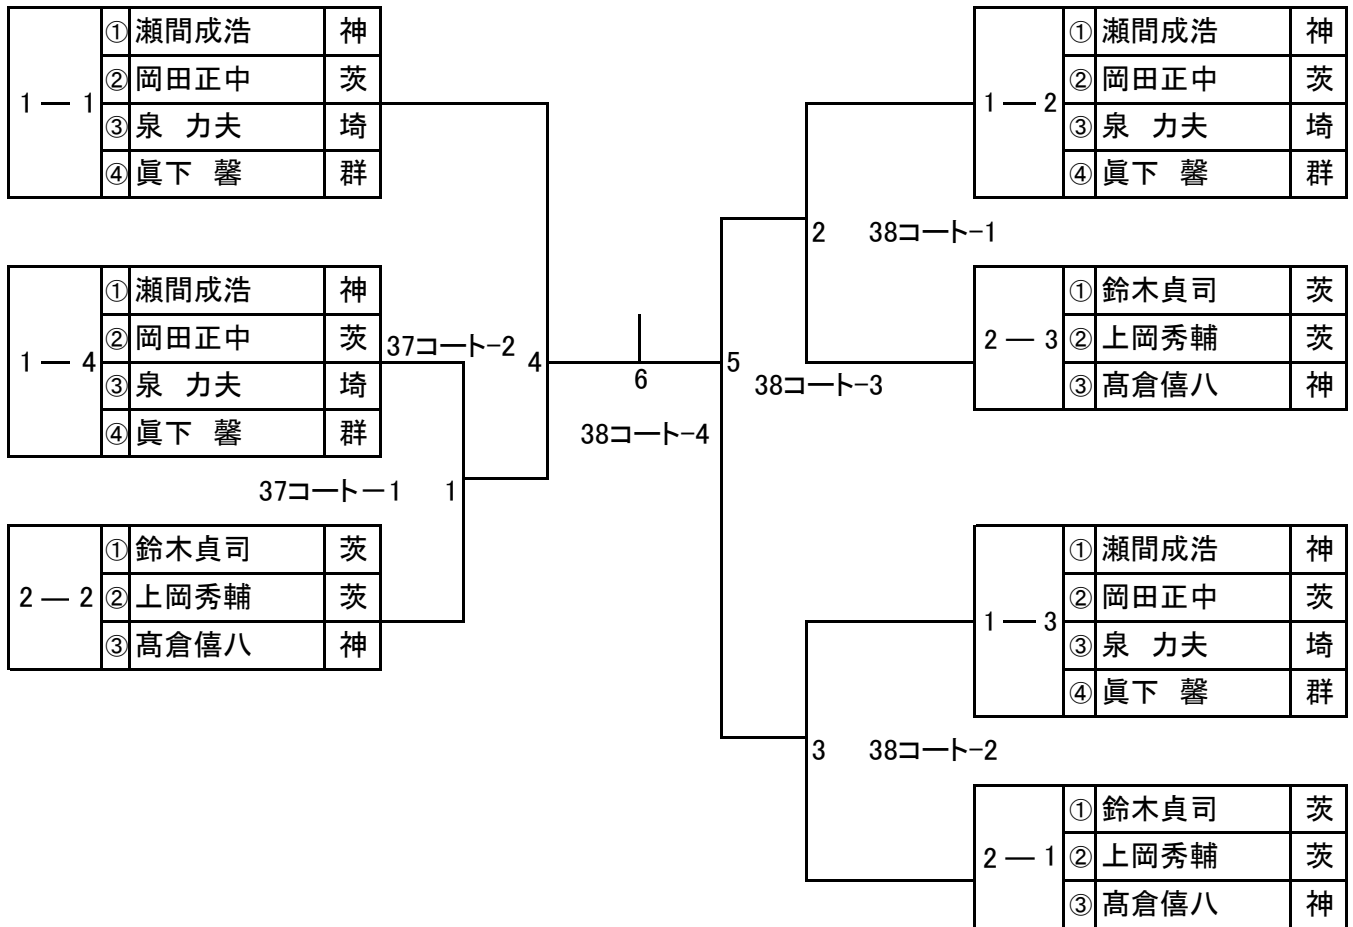 1 ― 1
① 瀬間成浩 神
② 岡田正中 茨
③ 泉　力夫 埼
④ 眞下　馨 群
1 ― 4
① 瀬間成浩 神
② 岡田正中 茨
③ 泉　力夫 埼
④ 眞下　馨 群
37コート-2
4
37コート－1
1
2 ― 2
① 鈴木貞司 茨
② 上岡秀輔 茨
③ 髙倉僖八 神
6
38コート-4
5
38コート-3
1 ― 2
① 瀬間成浩 神
② 岡田正中 茨
③ 泉　力夫 埼
④ 眞下　馨 群
2
38コート-1
2 ― 3
① 鈴木貞司 茨
② 上岡秀輔 茨
③ 髙倉僖八 神
1 ― 3
① 瀬間成浩 神
② 岡田正中 茨
③ 泉　力夫 埼
④ 眞下　馨 群
3
38コート-2
2 ― 1
① 鈴木貞司 茨
② 上岡秀輔 茨
③ 髙倉僖八 神